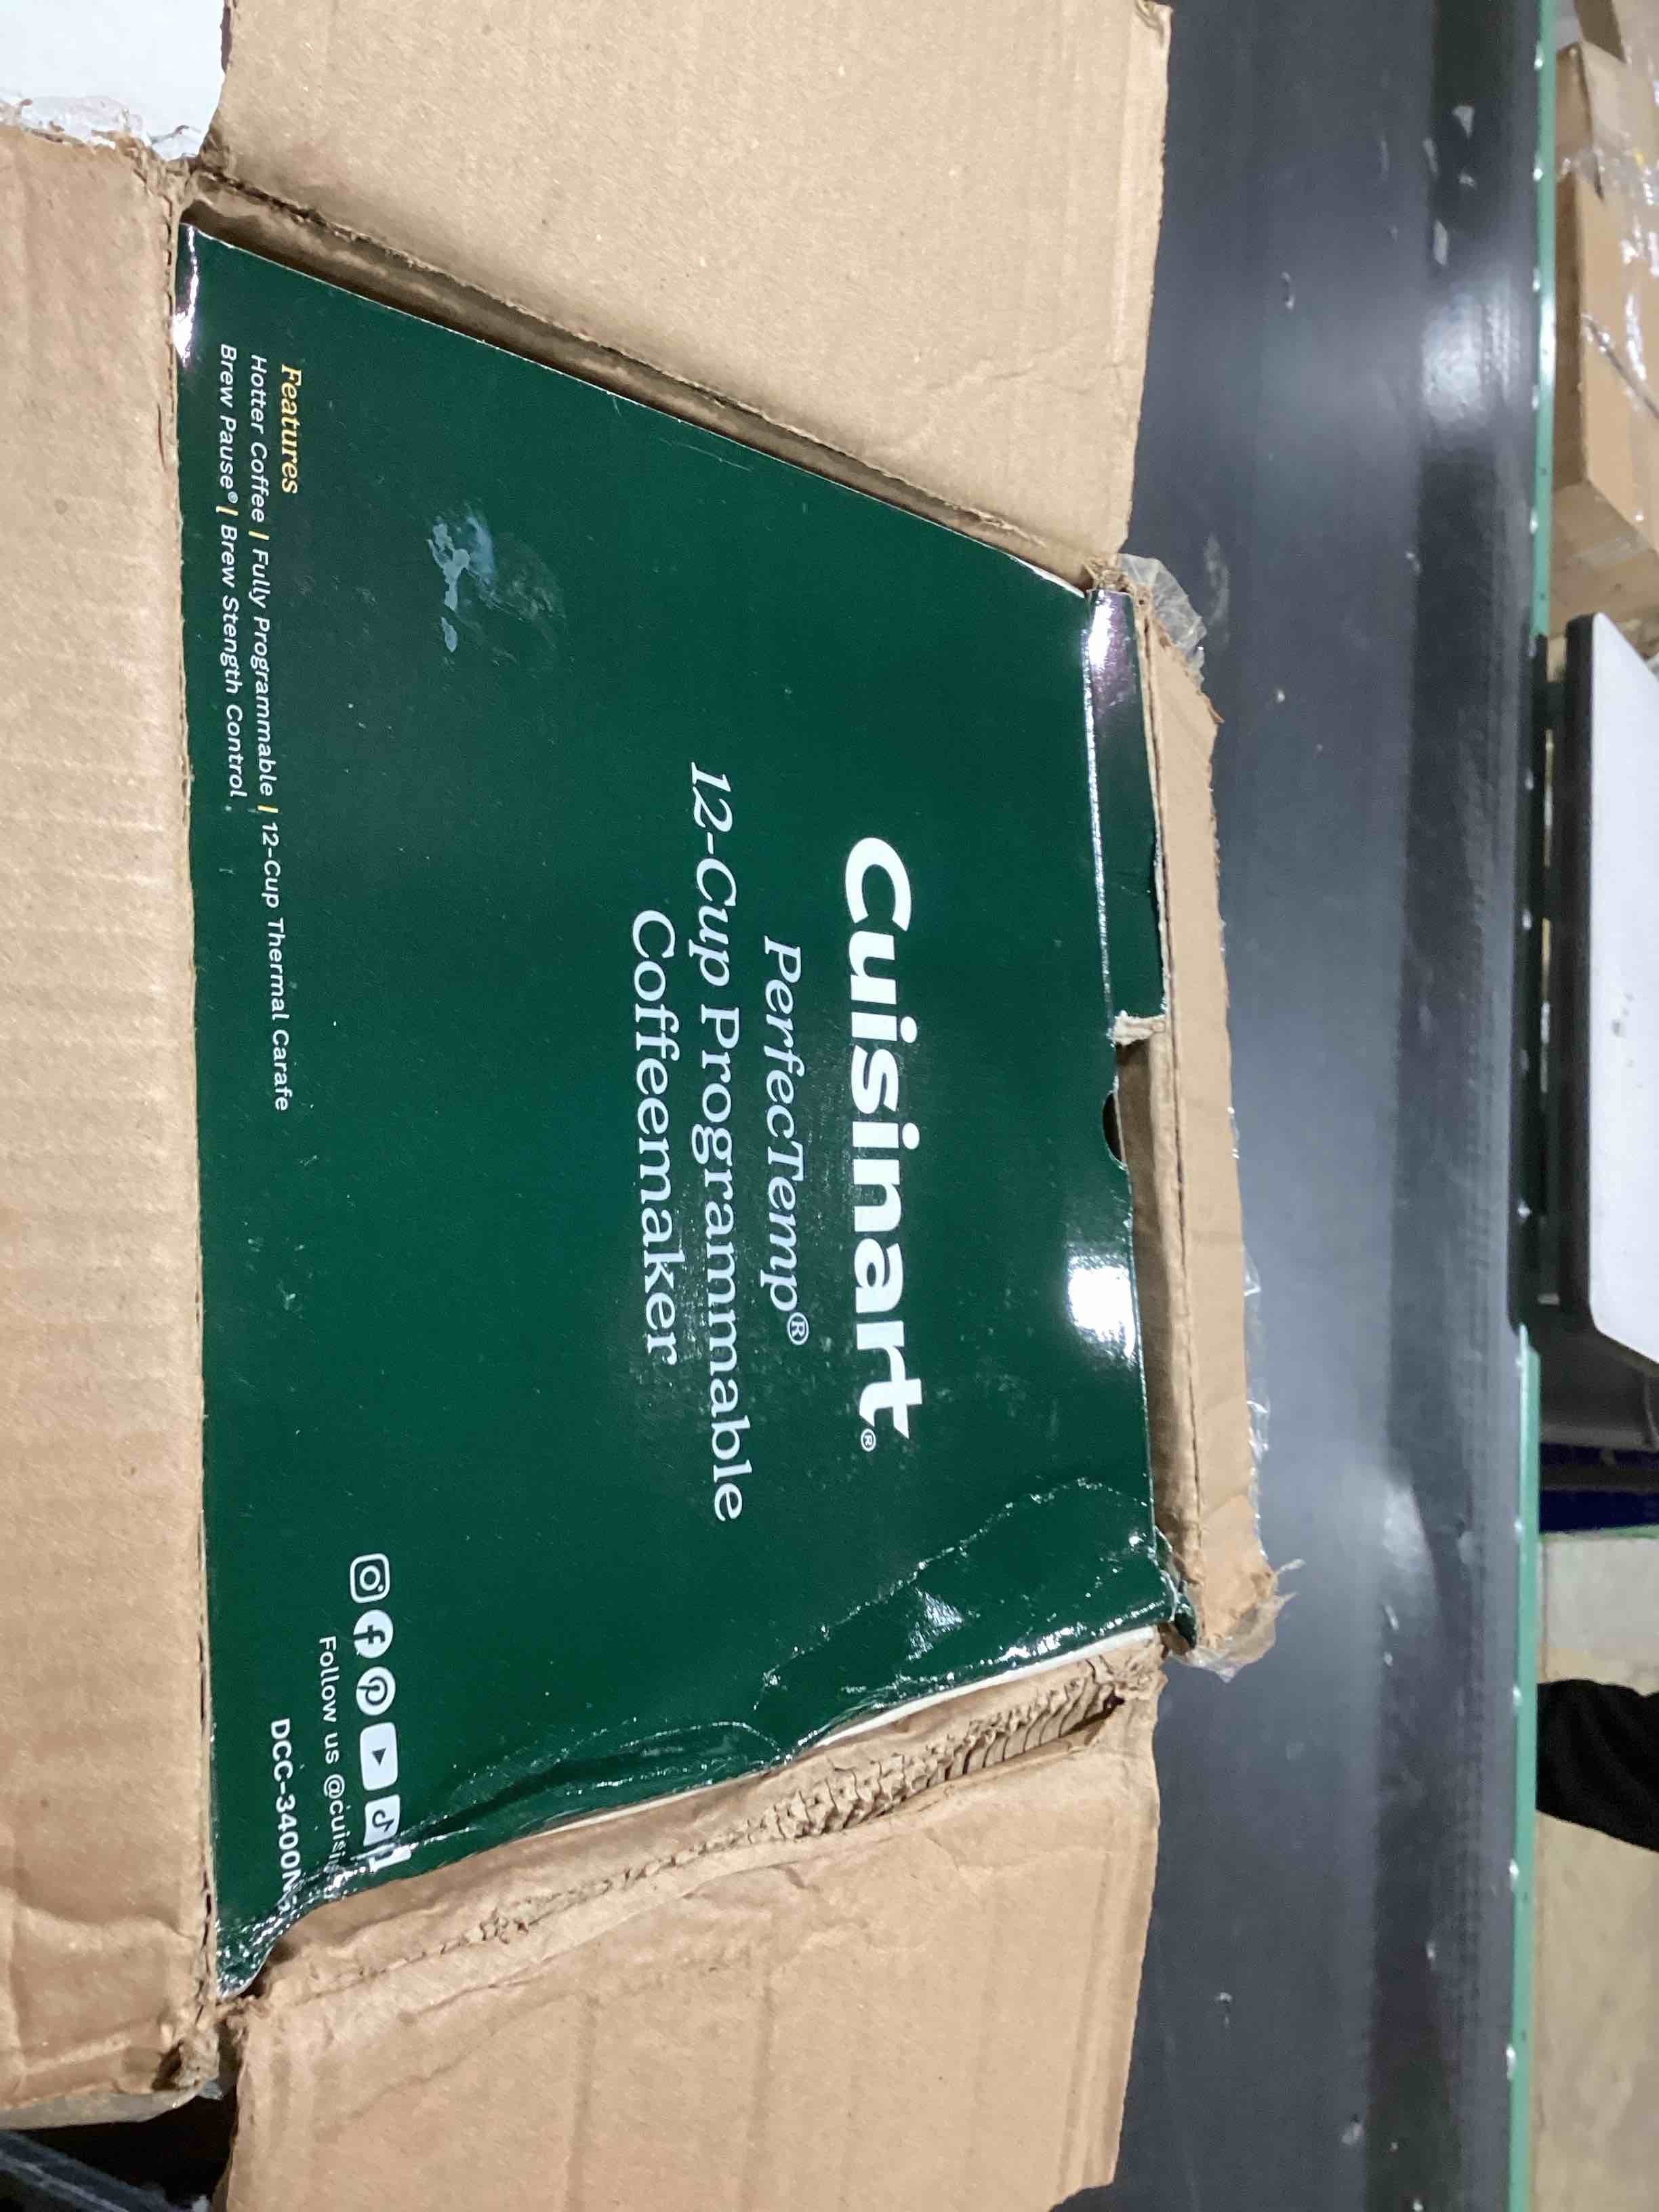 Cuisinart®
PerfecTemp®
12-Cup Programmable
Coffeemaker
Features
Hotter Coffee | Fully Programmable | 12-Cup Thermal Carafe
Brew Pause® | Brew Stength Control
Follow us
DCC-3400N